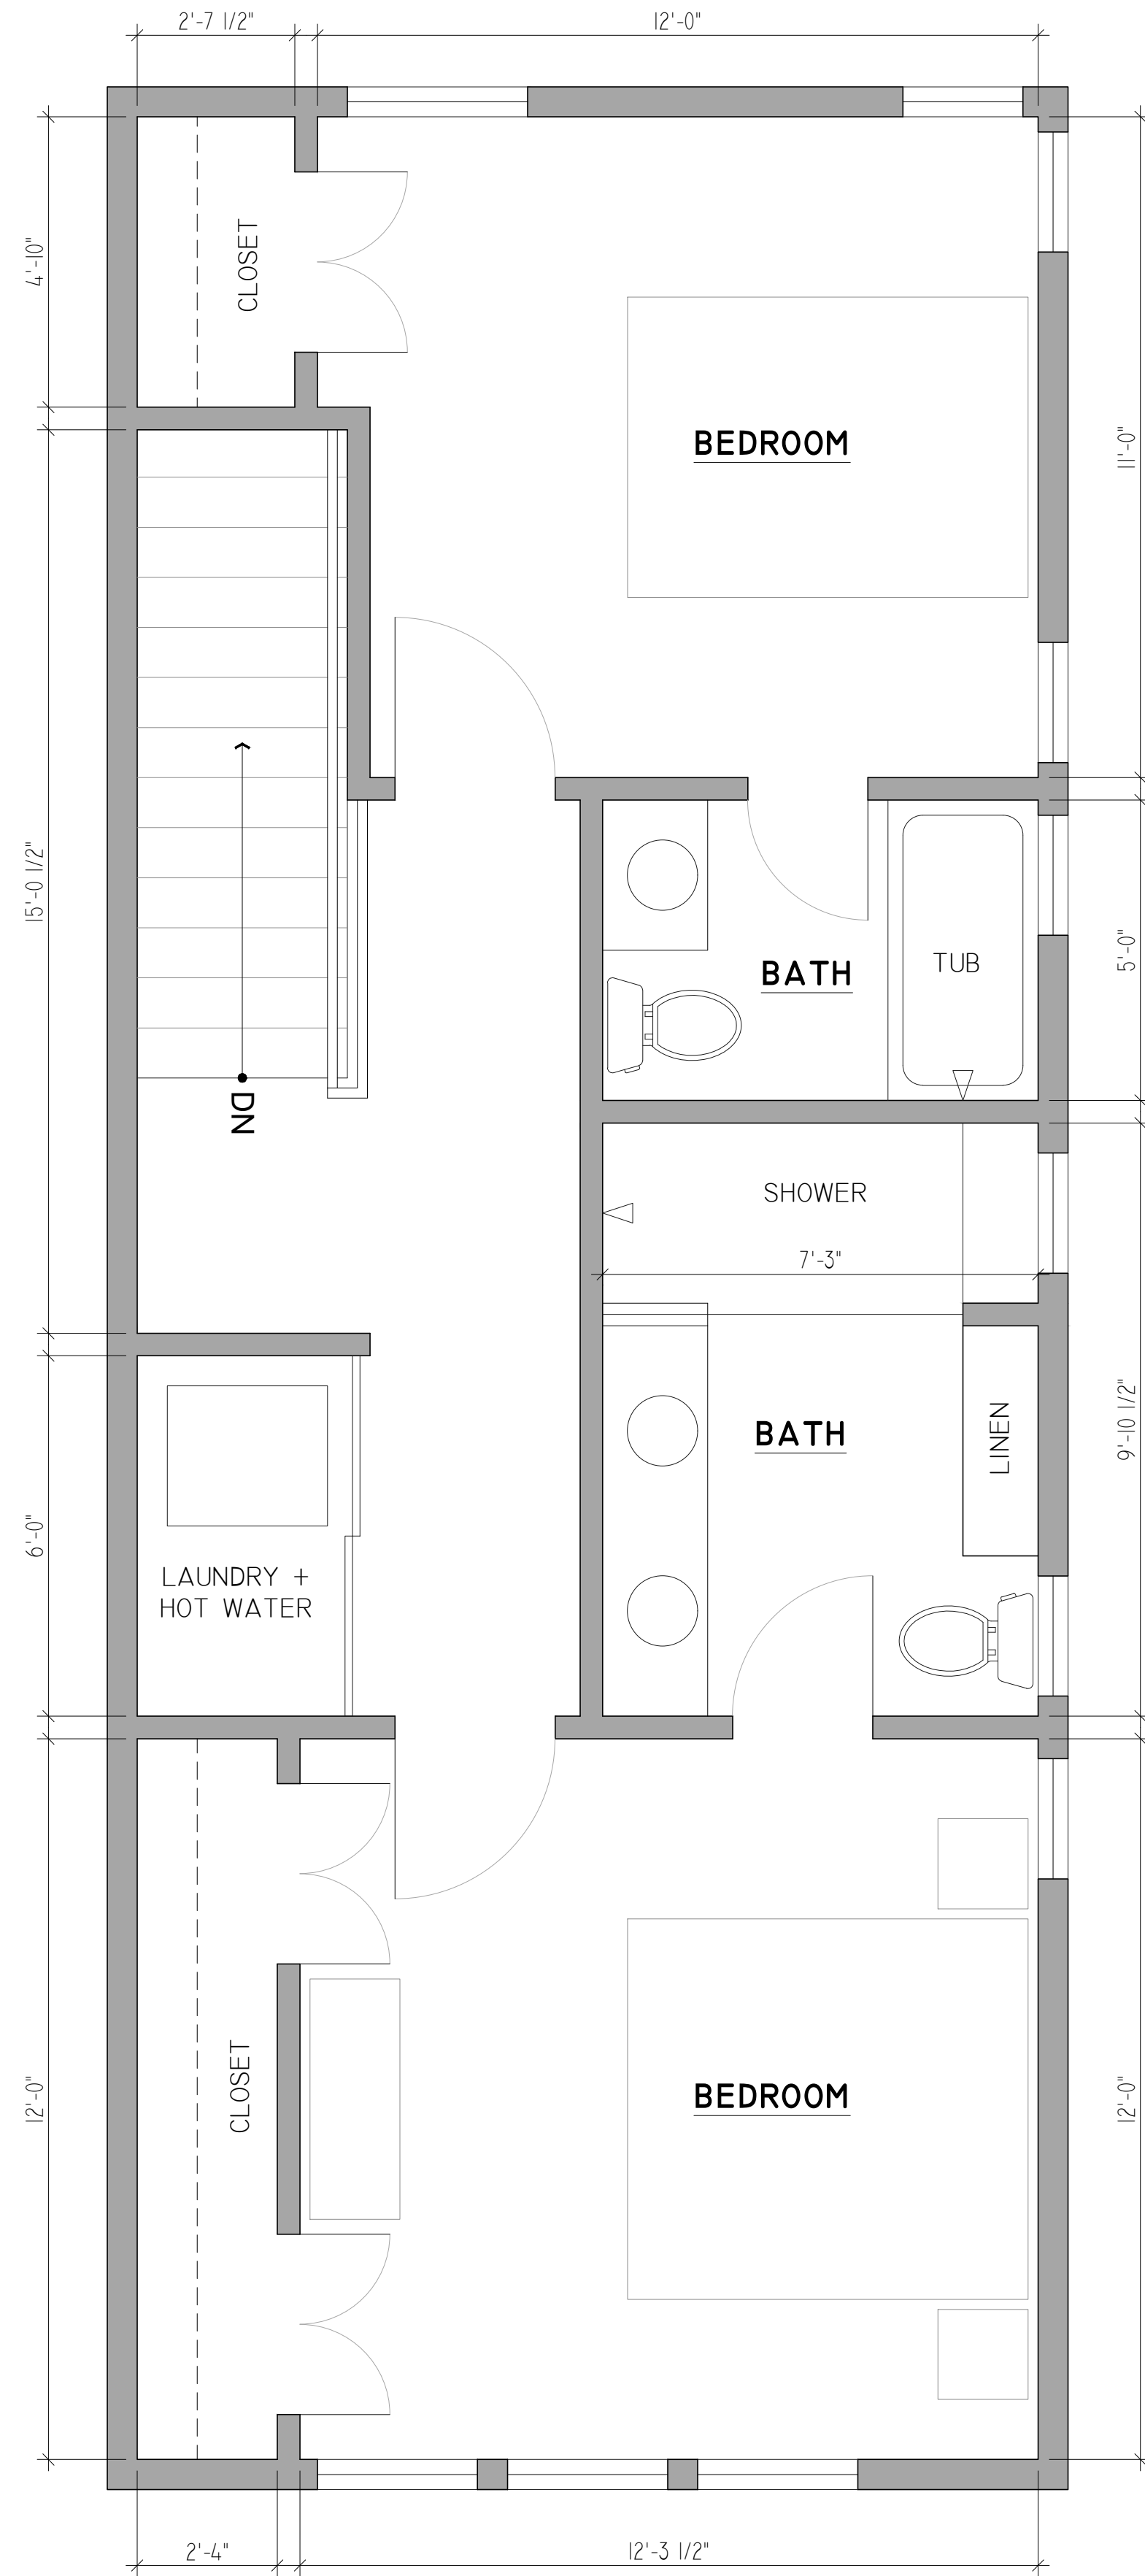 2'-7 1/2"
12'-0"
4'-10"
CLOSET
BEDROOM
11'-0"
15'-0 1/2"
BATH
TUB
5'-0"
DN
SHOWER
7'-3"
BATH
LINEN
9'-10 1/2"
6'-0"
LAUNDRY +
HOT WATER
12'-0"
CLOSET
BEDROOM
12'-0"
2'-4"
12'-3 1/2"